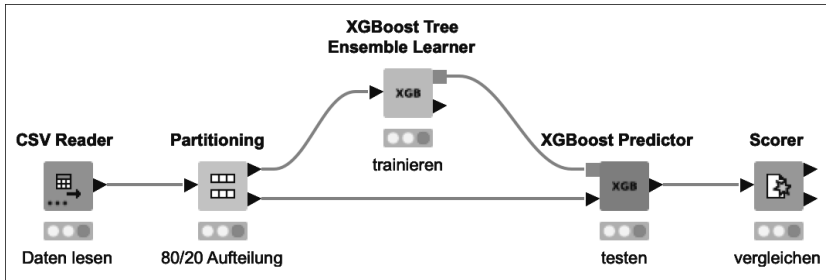 XGBoost Tree
Ensemble Learner
XGB
trainieren
CSV Reader
Daten lesen
Partitioning
80/20 Aufteilung
XGBoost Predictor
XGB
testen
Scorer
vergleichen